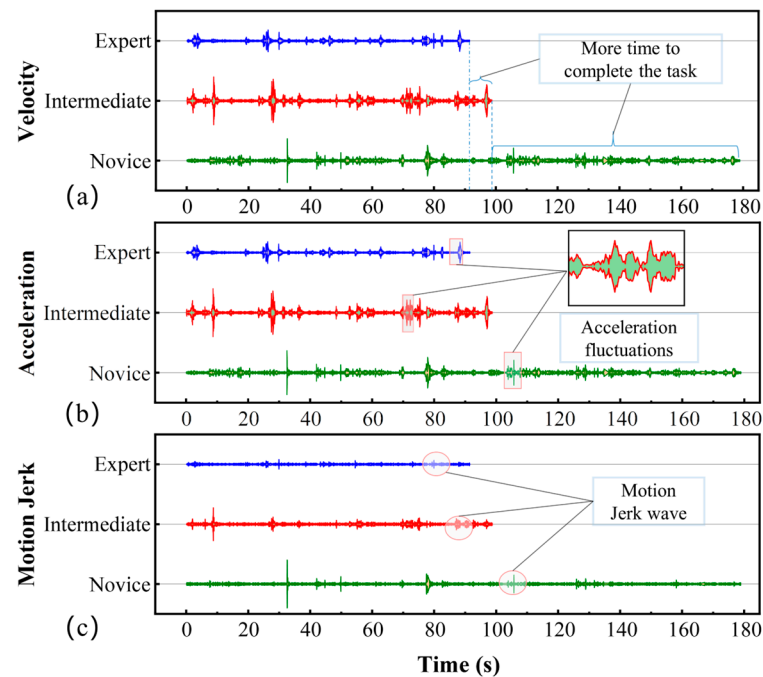 Velocity
Expert
Intermediate
Novice
More time to
complete the task
(a)
0 20 40 60 80 100 120 140 160 180
Acceleration
Expert
Intermediate
Novice
Acceleration
fluctuations
(b)
0 20 40 60 80 100 120 140 160 180
Motion Jerk
Expert
Intermediate
Novice
Motion
Jerk wave
(c)
0 20 40 60 80 100 120 140 160 180
Time (s)